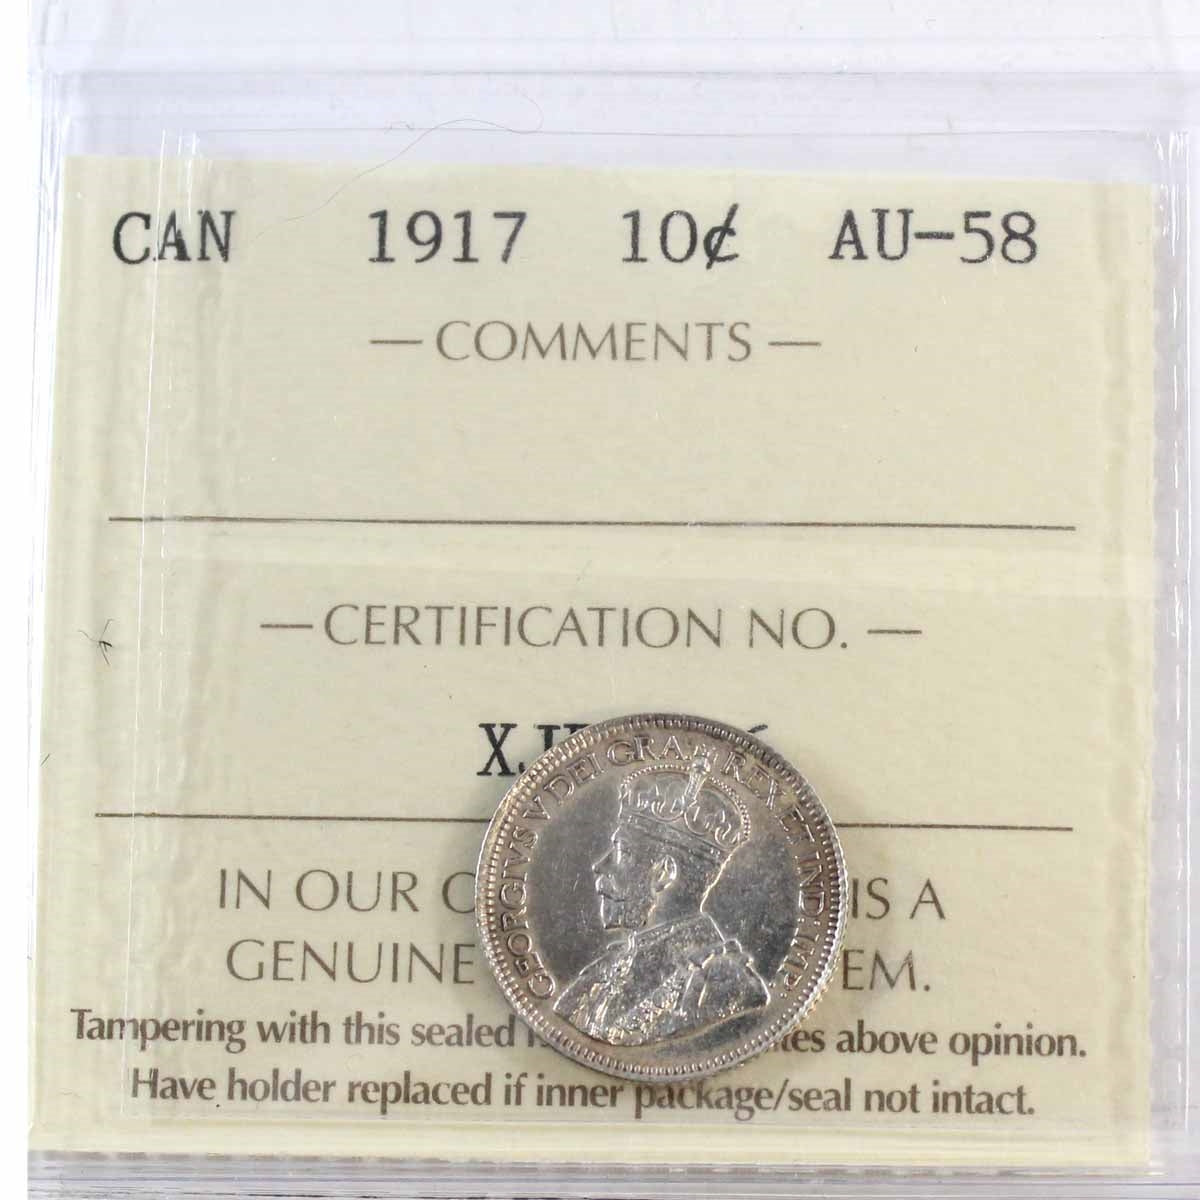 CAN 1917 10¢ AU-58
— COMMENTS —
— CERTIFICATION NO. —
GEORGIVS V DEI GRA: REX ET IND: IMP:
IN OUR IS A
GENUINE EM.
Tampering with this sealed above opinion.
Have holder replaced if inner package/seal not intact.